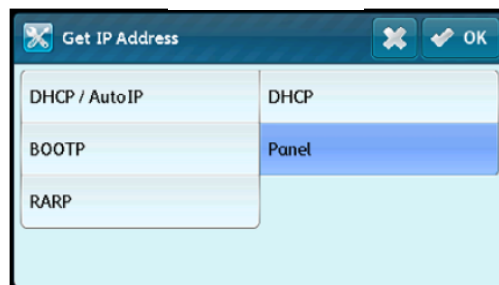 Get IP Address
OK
DHCP / AutoIP
DHCP
BOOTP
Panel
RARP